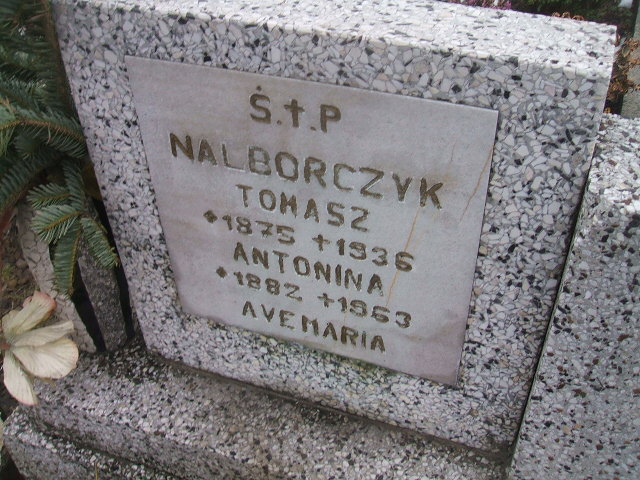 Ś.†.P
NALBORCZYK
TOMASZ
*1875 +1936
ANTONINA
*1882 +1963
AVE MARIA